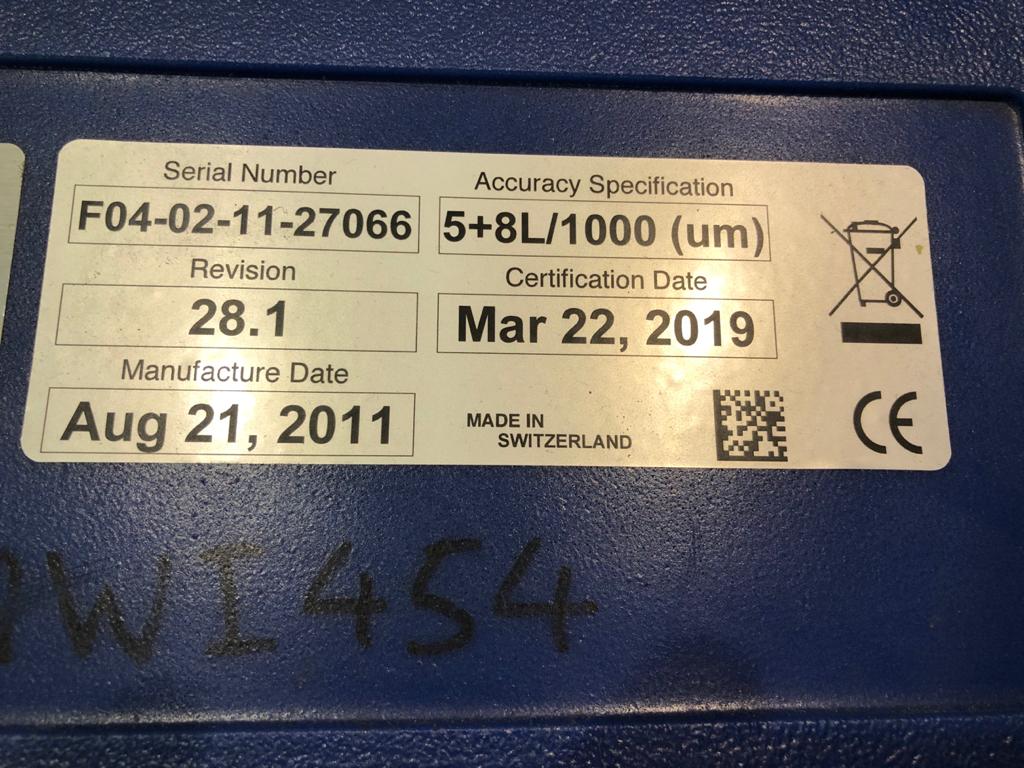 Serial Number
F04-02-11-27066
Revision
28.1
Manufacture Date
Aug 21, 2011
Accuracy Specification
5+8L/1000 (um)
Certification Date
Mar 22, 2019
MADE IN
SWITZERLAND
CE
WI454